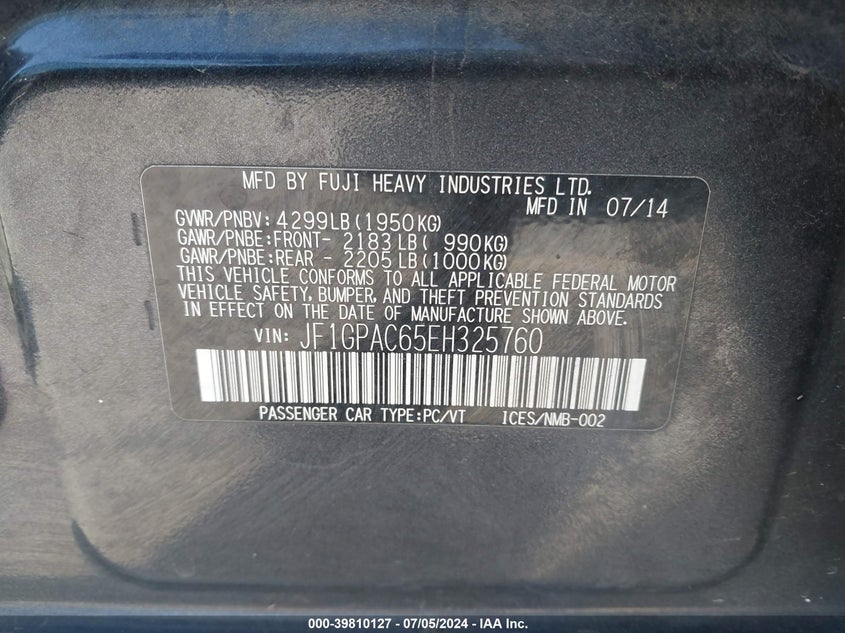 MFD BY FUJI HEAVY INDUSTRIES LTD.
MFD IN 07/14
GVWR/PNBV: 4299LB (1950KG)
GAWR/PNBE:FRONT- 2183LB ( 990KG)
GAWR/PNBE:REAR - 2205LB (1000KG)
THIS VEHICLE CONFORMS TO ALL APPLICABLE FEDERAL MOTOR
VEHICLE SAFETY, BUMPER, AND THEFT PREVENTION STANDARDS
IN EFFECT ON THE DATE OF MANUFACTURE SHOWN ABOVE.
VIN: JF1GPAC65EH325760
PASSENGER CAR TYPE:PC/VT ICES/NMB-002
000-39810127 - 07/05/2024 - IAA Inc.